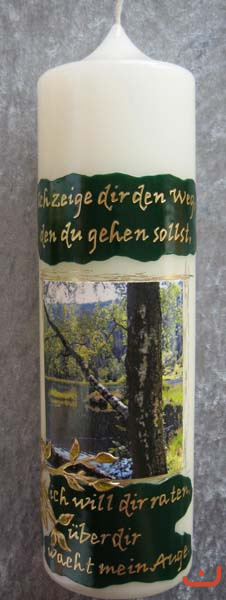 Ich zeige dir den Weg
den du gehen sollst,
ich will dir raten,
über dir
wacht mein Auge